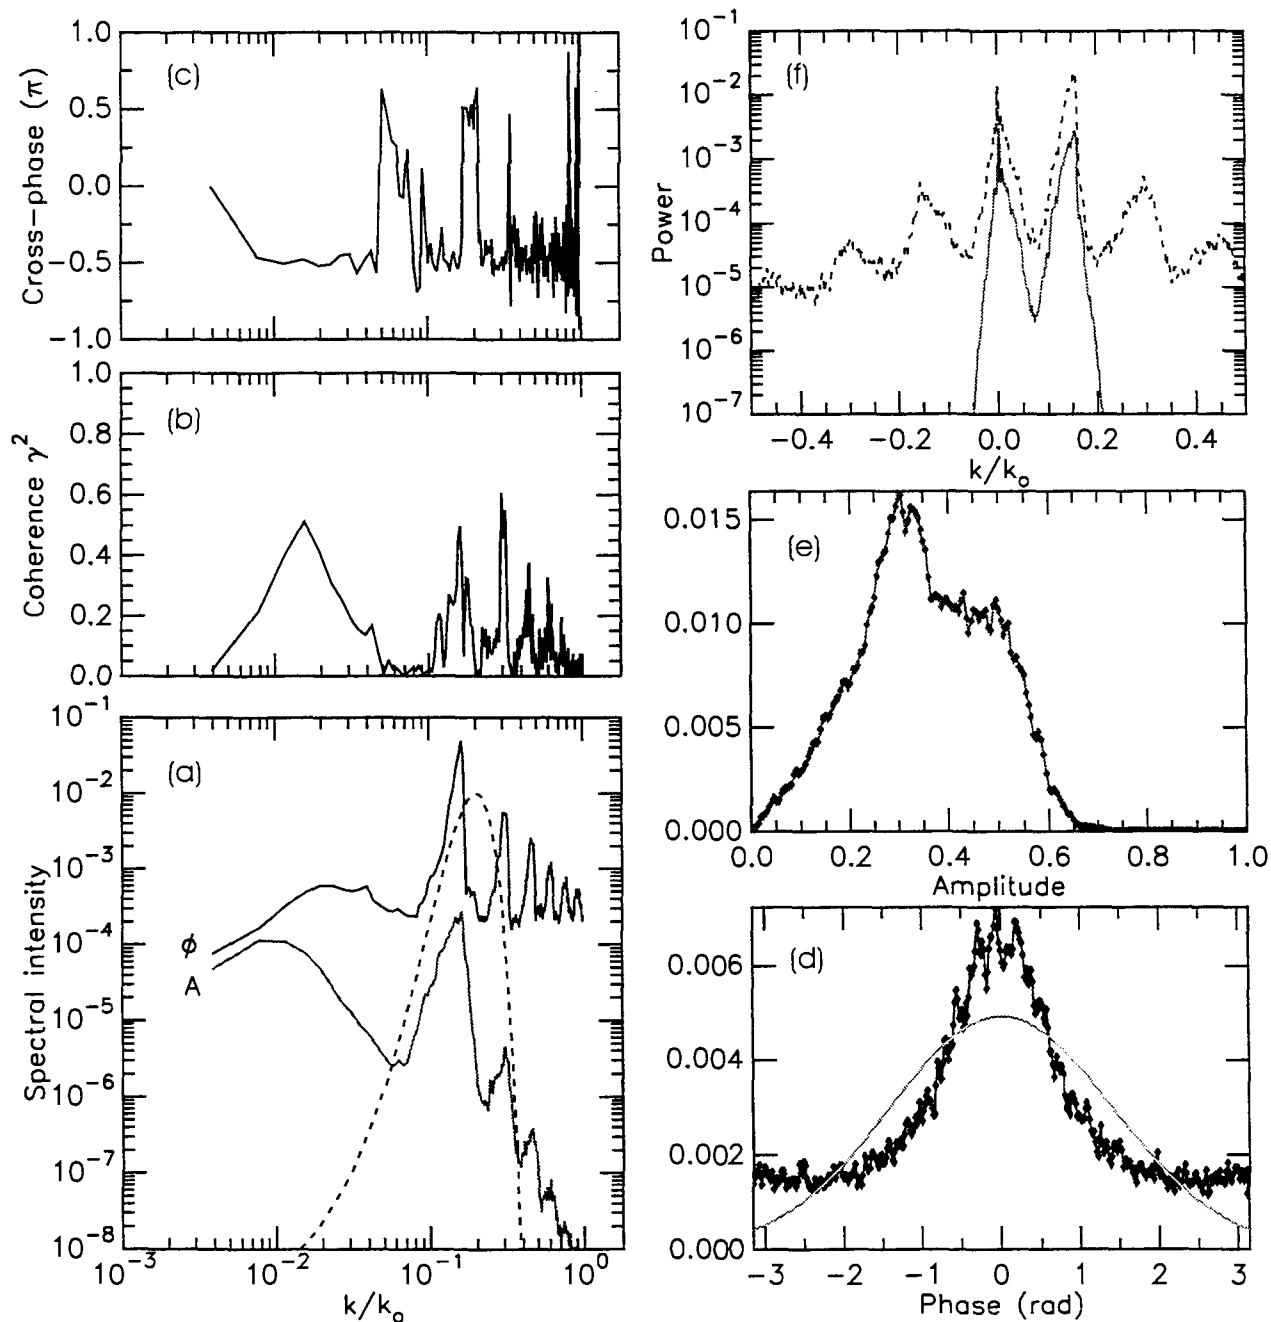 1.0
0.5
0.0
−0.5
−1.0
Cross−phase (π)
(c)
1.0
0.8
0.6
0.4
0.2
0.0
Coherence γ²
(b)
10⁻¹
10⁻²
10⁻³
10⁻⁴
10⁻⁵
10⁻⁶
10⁻⁷
10⁻⁸
Spectral intensity
(a)
ϕ
A
10⁻³ 10⁻² 10⁻¹ 10⁰
k/kₒ
10⁻¹
10⁻²
10⁻³
10⁻⁴
10⁻⁵
10⁻⁶
10⁻⁷
Power
(f)
−0.4 −0.2 0.0 0.2 0.4
k/kₒ
0.015
0.010
0.005
0.000
(e)
0.0 0.2 0.4 0.6 0.8 1.0
Amplitude
0.006
0.004
0.002
0.000
(d)
−3 −2 −1 0 1 2 3
Phase (rad)